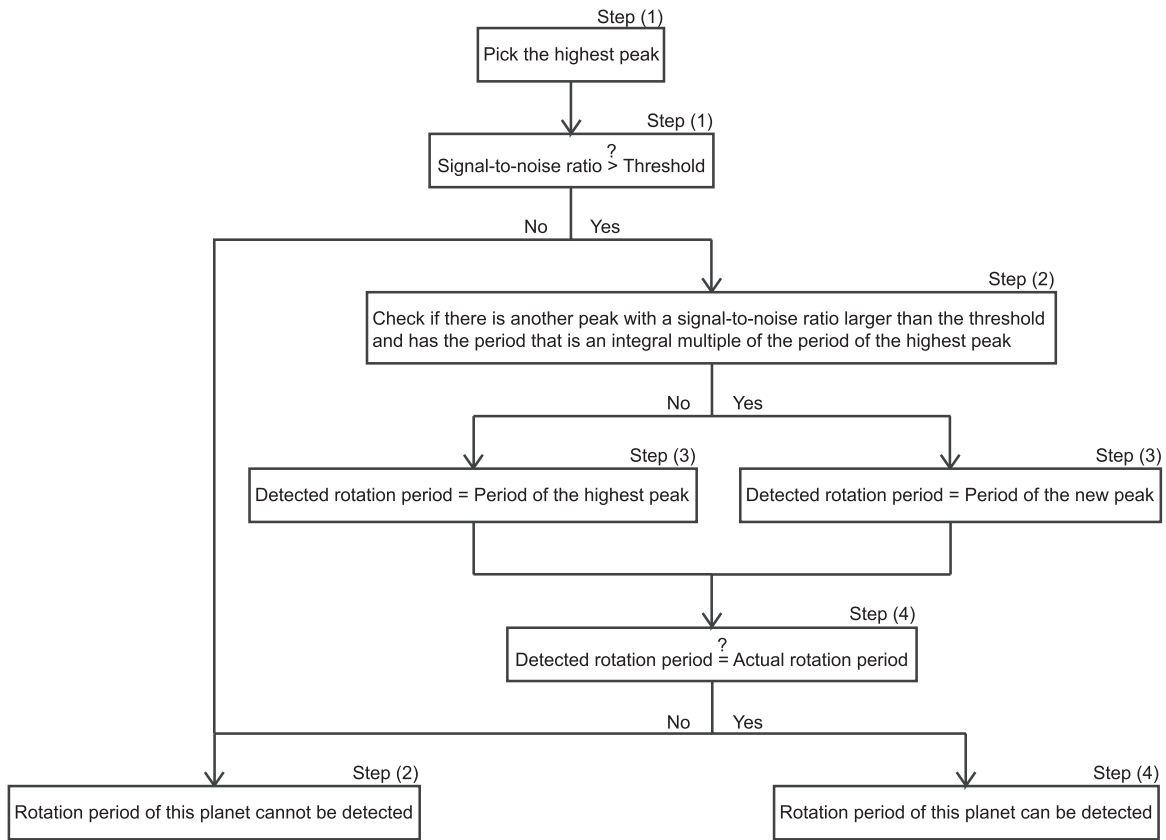 Step (1)
Pick the highest peak
Step (1)
?
Signal-to-noise ratio > Threshold
No Yes
Step (2)
Check if there is another peak with a signal-to-noise ratio larger than the threshold
and has the period that is an integral multiple of the period of the highest peak
No Yes
Step (3)
Detected rotation period = Period of the highest peak
Step (3)
Detected rotation period = Period of the new peak
Step (4)
?
Detected rotation period = Actual rotation period
No Yes
Step (2)
Rotation period of this planet cannot be detected
Step (4)
Rotation period of this planet can be detected